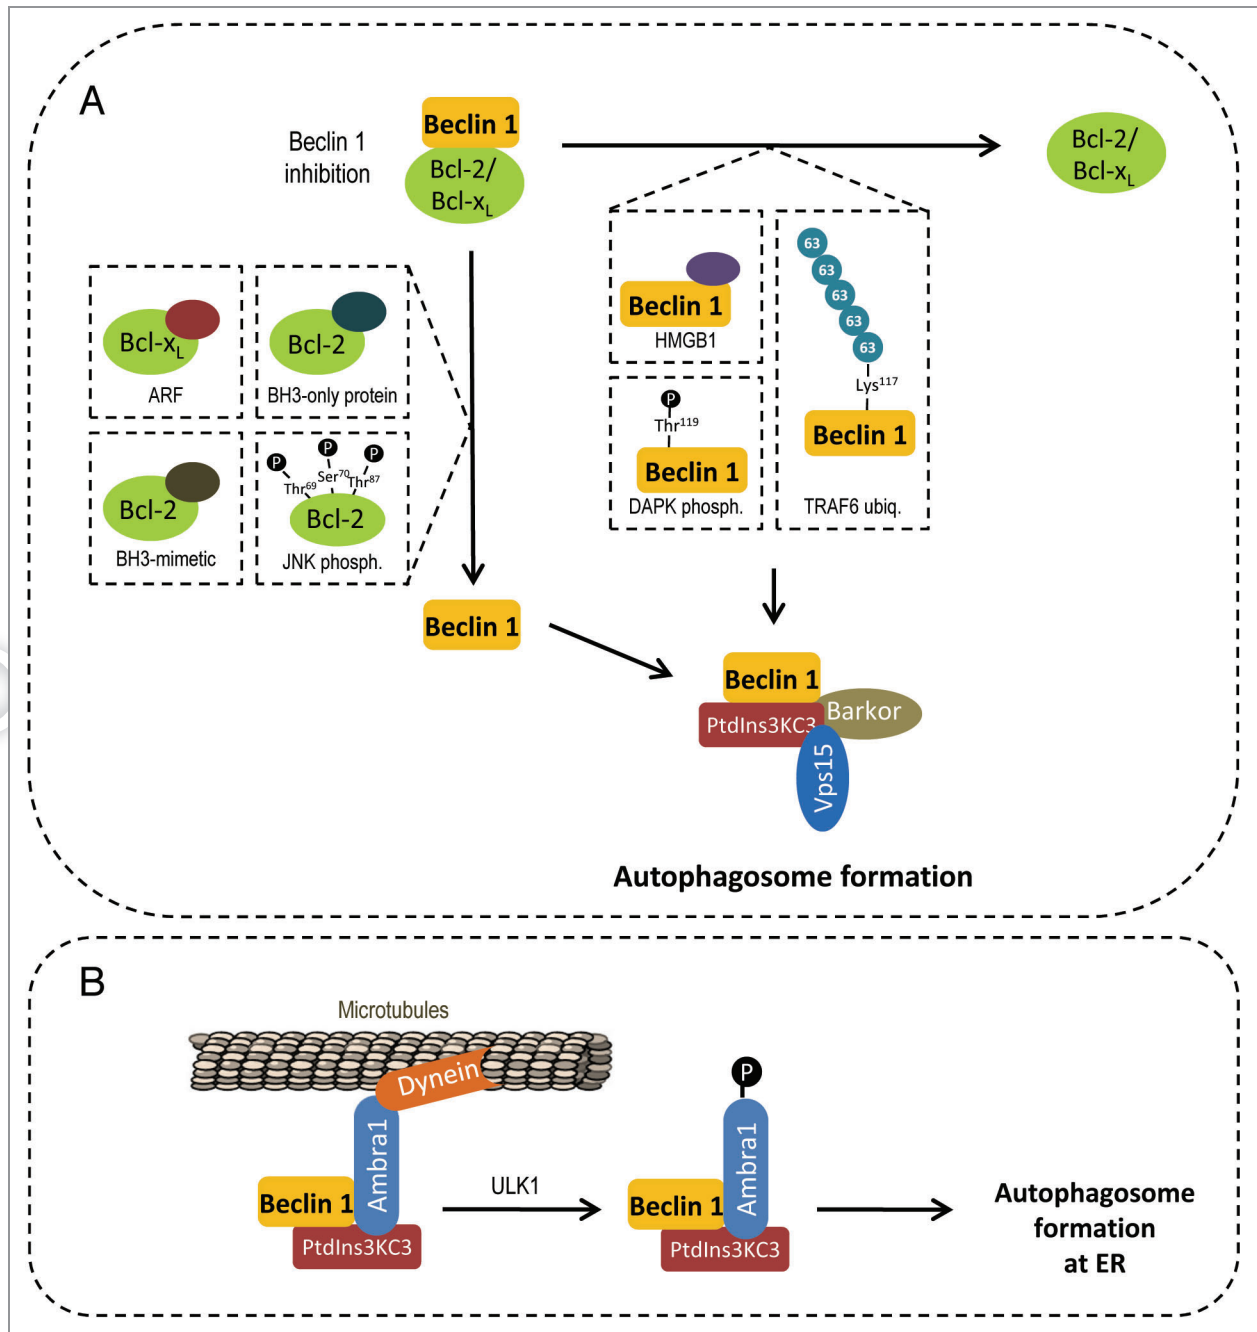 A
Beclin 1
inhibition
Beclin 1
Bcl-2/
Bcl-xL
Bcl-2/
Bcl-xL
Bcl-xL
ARF
Bcl-2
BH3-only protein
Bcl-2
BH3-mimetic
P
P
P
Thr69
Ser70
Thr87
Bcl-2
JNK phosph.
Beclin 1
HMGB1
P
Thr119
Beclin 1
DAPK phosph.
63
63
63
63
63
Lys117
Beclin 1
TRAF6 ubiq.
Beclin 1
Beclin 1
PtdIns3KC3
Barkor
Vps15
Autophagosome formation
B
Microtubules
Dynein
Ambra1
Beclin 1
PtdIns3KC3
ULK1
P
Ambra1
Beclin 1
PtdIns3KC3
Autophagosome
formation
at ER